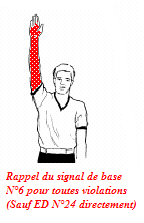 Rappel du signal de base
N°6 pour toutes violations
(Sauf ED N°24 directement)